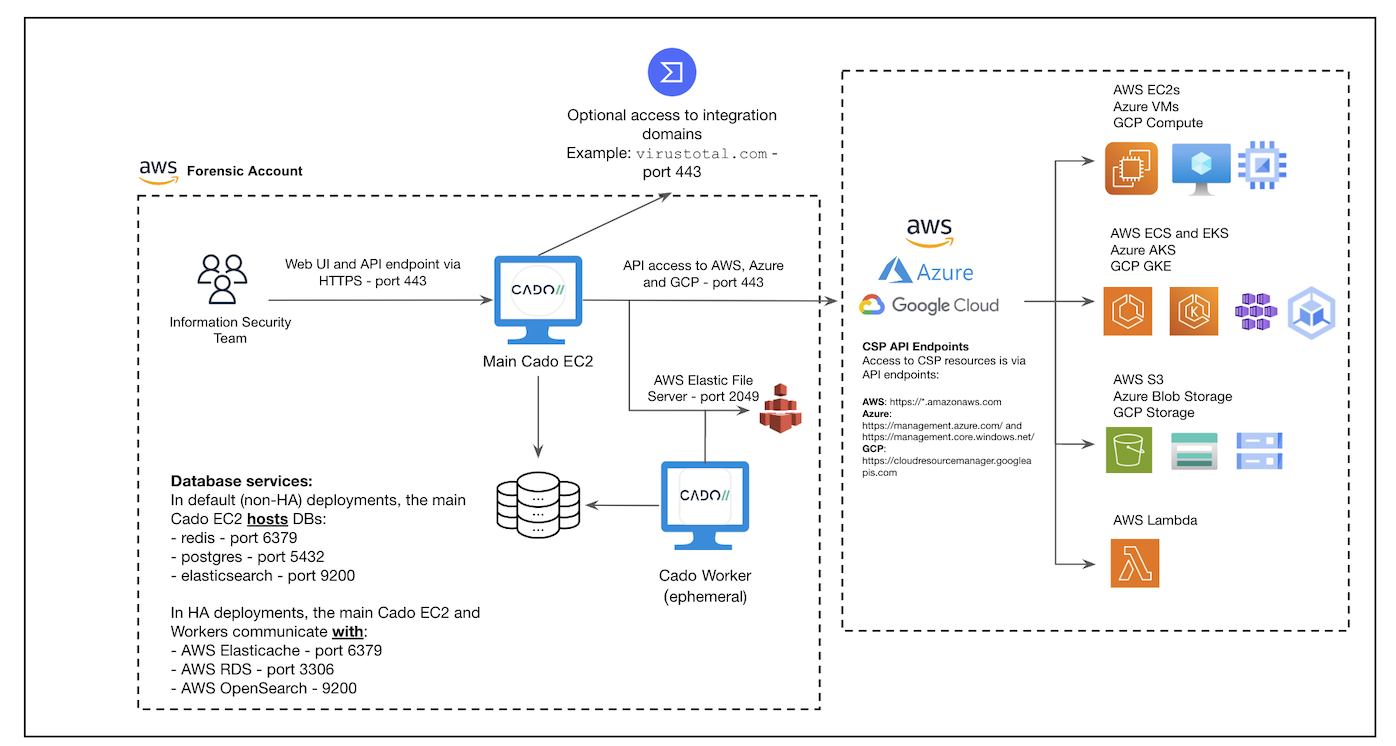 Optional access to integration
domains
Example: virustotal.com -
port 443
aws Forensic Account
Web UI and API endpoint via
HTTPS - port 443
Information Security
Team
CADO//
Main Cado EC2
API access to AWS, Azure
and GCP - port 443
AWS Elastic File
Server - port 2049
CADO//
Cado Worker
(ephemeral)
Database services:
In default (non-HA) deployments, the main
Cado EC2 hosts DBs:
- redis - port 6379
- postgres - port 5432
- elasticsearch - port 9200
In HA deployments, the main Cado EC2 and
Workers communicate with:
- AWS Elasticache - port 6379
- AWS RDS - port 3306
- AWS OpenSearch - 9200
aws
Azure
Google Cloud
CSP API Endpoints
Access to CSP resources is via
API endpoints:
AWS: https://*.amazonaws.com
Azure:
https://management.azure.com/ and
https://management.core.windows.net/
GCP:
https://cloudresourcemanager.googlea
pis.com
AWS EC2s
Azure VMs
GCP Compute
AWS ECS and EKS
Azure AKS
GCP GKE
K
AWS S3
Azure Blob Storage
GCP Storage
AWS Lambda